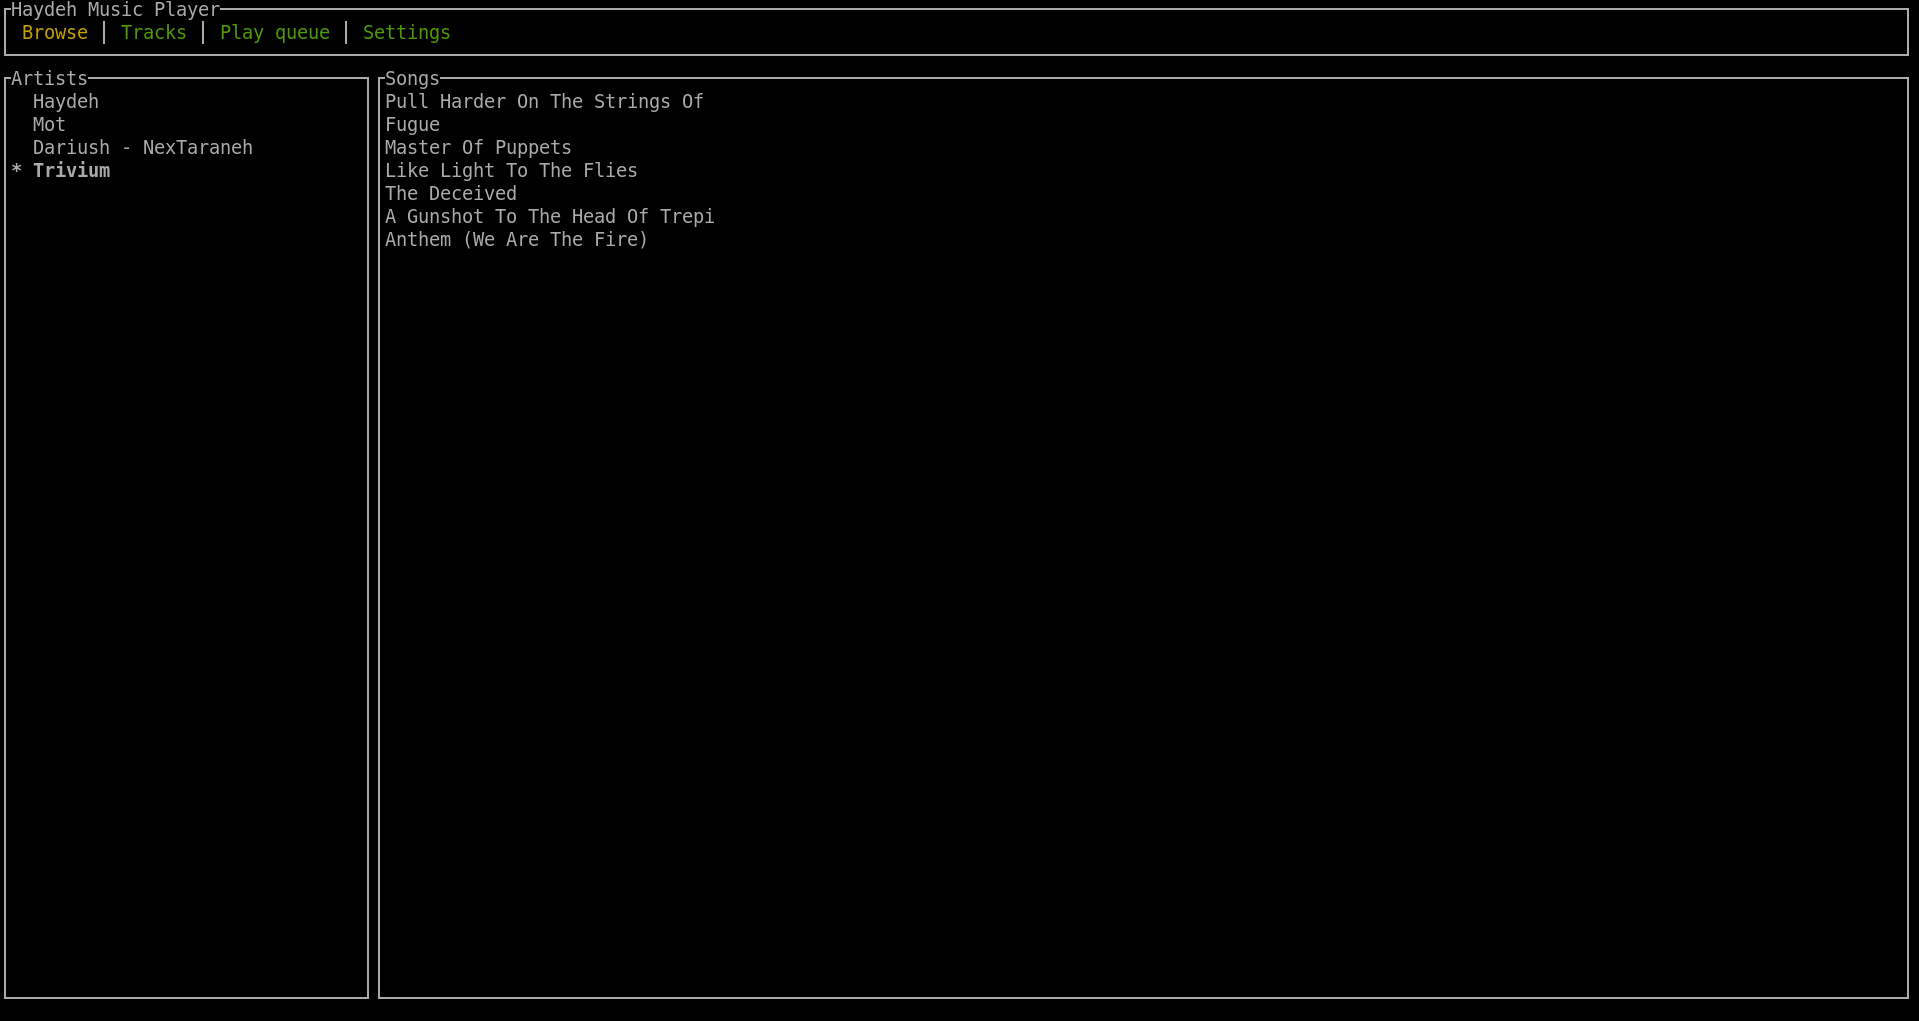 Haydeh Music Player
Browse │ Tracks │ Play queue │ Settings
Artists
Haydeh
Mot
Dariush - NexTaraneh
* Trivium
Songs
Pull Harder On The Strings Of
Fugue
Master Of Puppets
Like Light To The Flies
The Deceived
A Gunshot To The Head Of Trepi
Anthem (We Are The Fire)